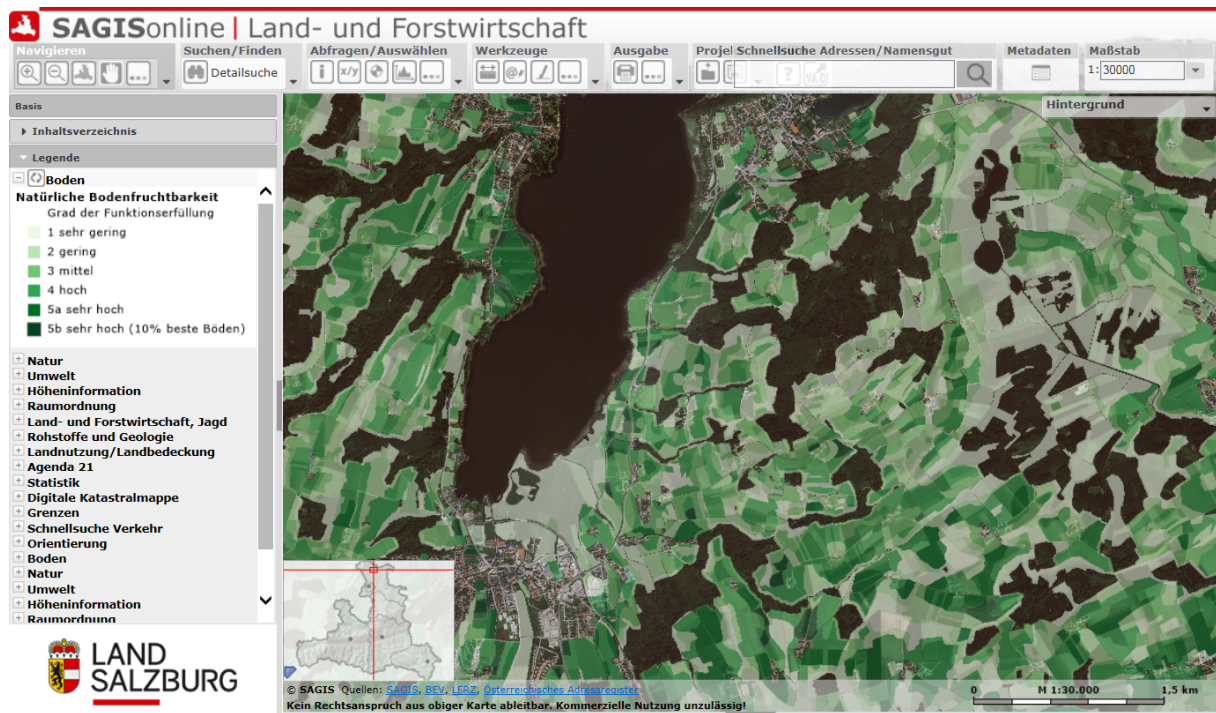 SAGISonline | Land- und Forstwirtschaft
Navigieren
Suchen/Finden
Abfragen/Auswählen
Werkzeuge
Ausgabe
Projek
Schnellsuche Adressen/Namensgut
Metadaten
Maßstab
...
Detailsuche
i x/y ...
@ ...
...
?
1: 30000
Basis
Inhaltsverzeichnis
Legende
Boden
Natürliche Bodenfruchtbarkeit
Grad der Funktionserfüllung
1 sehr gering
2 gering
3 mittel
4 hoch
5a sehr hoch
5b sehr hoch (10% beste Böden)
Natur
Umwelt
Höheninformation
Raumordnung
Land- und Forstwirtschaft, Jagd
Rohstoffe und Geologie
Landnutzung/Landbedeckung
Agenda 21
Statistik
Digitale Katastralmappe
Grenzen
Schnellsuche Verkehr
Orientierung
Boden
Natur
Umwelt
Höheninformation
Raumordnung
LAND
SALZBURG
Hintergrund
© SAGIS Quellen: SAGIS, BEV, LFRZ, Österreichisches Adressregister
Kein Rechtsanspruch aus obiger Karte ableitbar. Kommerzielle Nutzung unzulässig!
0 M 1:30.000 1,5 km